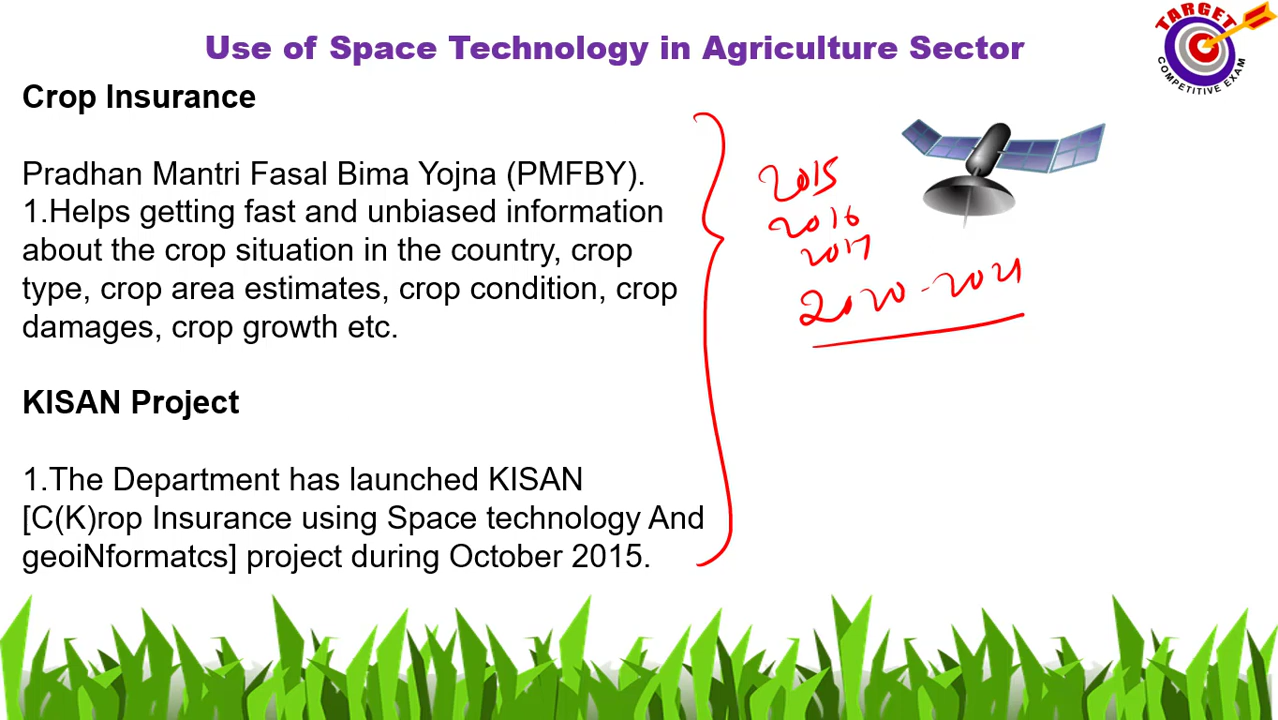 Use of Space Technology in Agriculture Sector
TARGET
COMPETITIVE EXAM
Crop Insurance
Pradhan Mantri Fasal Bima Yojna (PMFBY).
1.Helps getting fast and unbiased information
about the crop situation in the country, crop
type, crop area estimates, crop condition, crop
damages, crop growth etc.
KISAN Project
1.The Department has launched KISAN
[C(K)rop Insurance using Space technology And
geoiNformatcs] project during October 2015.
2015
2016
2017
2020-2021